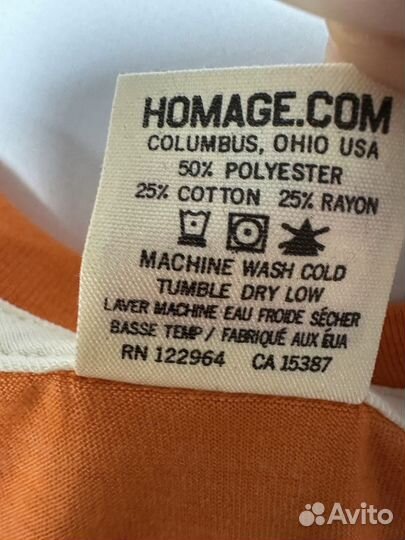 HOMAGE.COM
COLUMBUS, OHIO USA
50% POLYESTER
25% COTTON 25% RAYON
MACHINE WASH COLD
TUMBLE DRY LOW
LAVER MACHINE EAU FROIDE SÉCHER
BASSE TEMP/ FABRIQUÉ AUX ÉUA
RN 122964 CA 15387
Avito